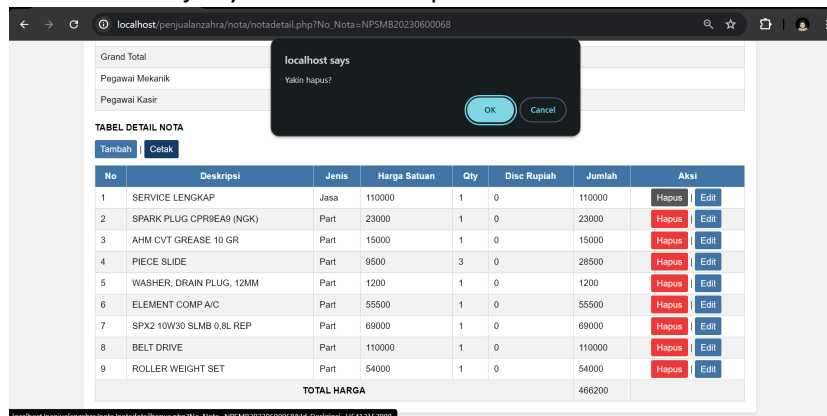 localhost/penjualanzahra/nota/notadetail.php?No_Nota=NPSMB20230600068
localhost says
Yakin hapus?
OK Cancel
Grand Total
Pegawai Mekanik
Pegawai Kasir
TABEL DETAIL NOTA
Tambah | Cetak
No Deskripsi Jenis Harga Satuan Qty Disc Rupiah Jumlah Aksi
1 SERVICE LENGKAP Jasa 110000 1 0 110000 Hapus | Edit
2 SPARK PLUG CPR9EA9 (NGK) Part 23000 1 0 23000 Hapus | Edit
3 AHM CVT GREASE 10 GR Part 15000 1 0 15000 Hapus | Edit
4 PIECE SLIDE Part 9500 3 0 28500 Hapus | Edit
5 WASHER, DRAIN PLUG, 12MM Part 1200 1 0 1200 Hapus | Edit
6 ELEMENT COMP A/C Part 55500 1 0 55500 Hapus | Edit
7 SPX2 10W30 SLMB 0,8L REP Part 69000 1 0 69000 Hapus | Edit
8 BELT DRIVE Part 110000 1 0 110000 Hapus | Edit
9 ROLLER WEIGHT SET Part 54000 1 0 54000 Hapus | Edit
TOTAL HARGA 466200